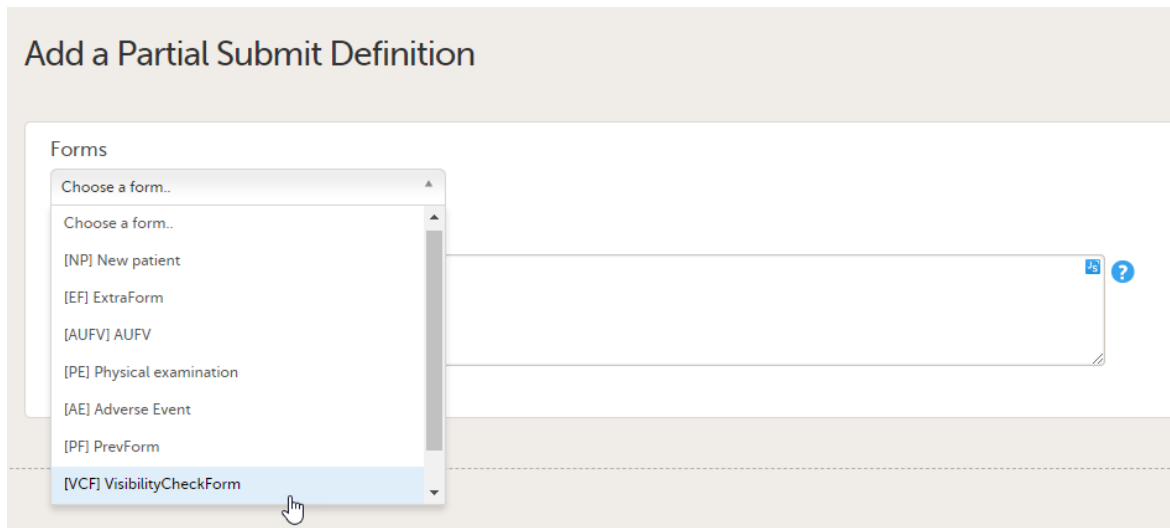 Add a Partial Submit Definition
Forms
Choose a form..
Choose a form..
[NP] New patient
[EF] ExtraForm
[AUFV] AUFV
JS
?
[PE] Physical examination
[AE] Adverse Event
[PF] PrevForm
[VCF] VisibilityCheckForm